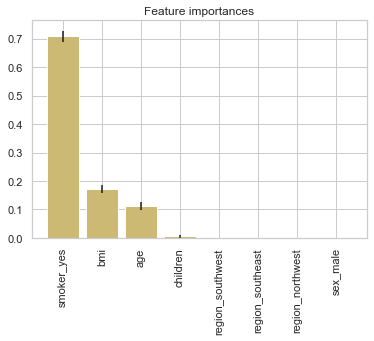 Feature importances
0.7
0.6
0.5
0.4
0.3
0.2
0.1
0.0
smoker_yes
bmi
age
children
region_southwest
region_southeast
region_northwest
sex_male